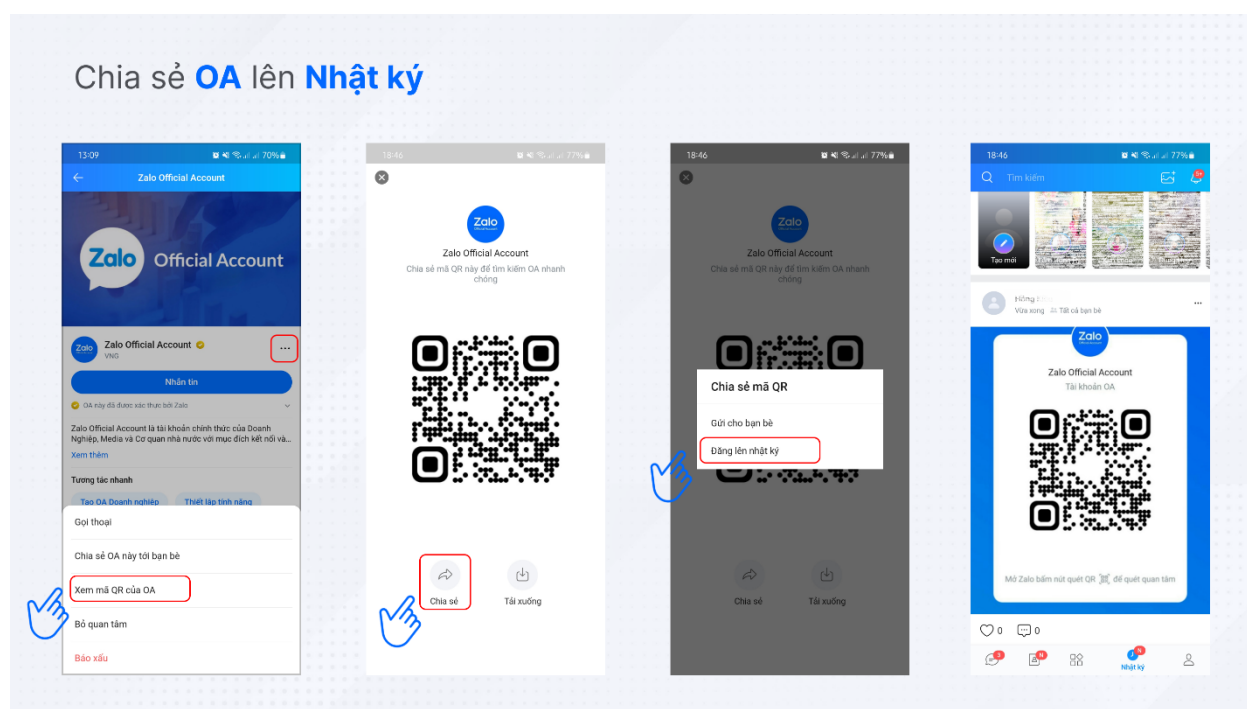 Chia sẻ OA lên Nhật ký
13:09
70%
Zalo Official Account
Zalo Official Account
Zalo
Zalo Official Account
VNG
Nhắn tin
OA này đã được xác thực bởi Zalo
Zalo Official Account là tài khoản chính thức của Doanh
Nghiệp, Media và Cơ quan nhà nước với mục đích kết nối và...
Xem thêm
Tương tác nhanh
Tạo OA Doanh nghiệp
Thiết lập tính năng
Gọi thoại
Chia sẻ OA này tới bạn bè
Xem mã QR của OA
Bỏ quan tâm
Báo xấu
18:46
77%
Zalo
Zalo Official Account
Chia sẻ mã QR này để tìm kiếm OA nhanh
chóng
Chia sẻ
Tải xuống
18:46
77%
Zalo
Zalo Official Account
Chia sẻ mã QR này để tìm kiếm OA nhanh
chóng
Chia sẻ mã QR
Gửi cho bạn bè
Đăng lên nhật ký
Chia sẻ
Tải xuống
18:46
77%
Tìm kiếm
5+
Tạo mới
Hồng
Vừa xong
Tất cả bạn bè
Zalo
Zalo Official Account
Tài khoản OA
Mở Zalo bấm nút quét QR để quét quan tâm
0
0
3
N
J
N
Nhật ký